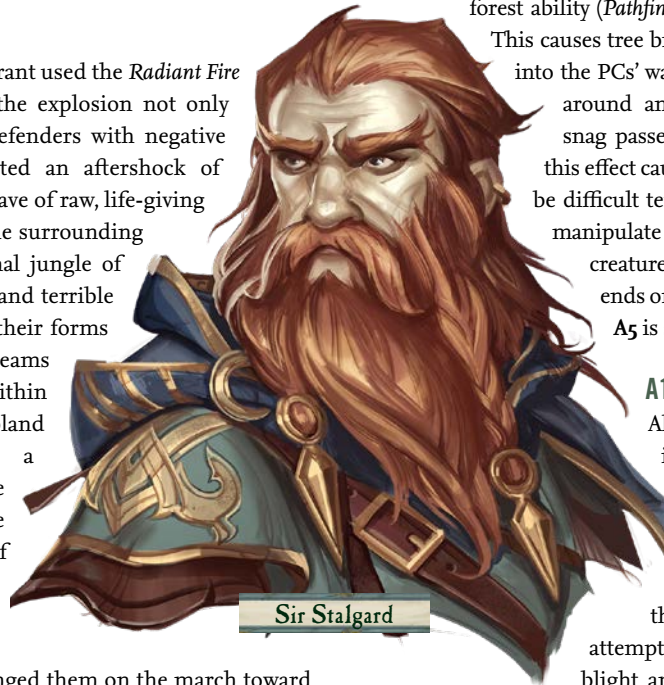 rant used the Radiant Fire
the explosion not only
efenders with negative
ted an aftershock of
ave of raw, life-giving
e surrounding
nal jungle of
and terrible
their forms
eams
ithin
land
a
e
e
f
nged them on the march toward
Sir Stalgard
forest ability (Pathfin
This causes tree b
into the PCs' wa
around an
snag passe
this effect cau
be difficult te
manipulate
creature
ends o
A5 is
A1
Al
i
th
attempt
blight a